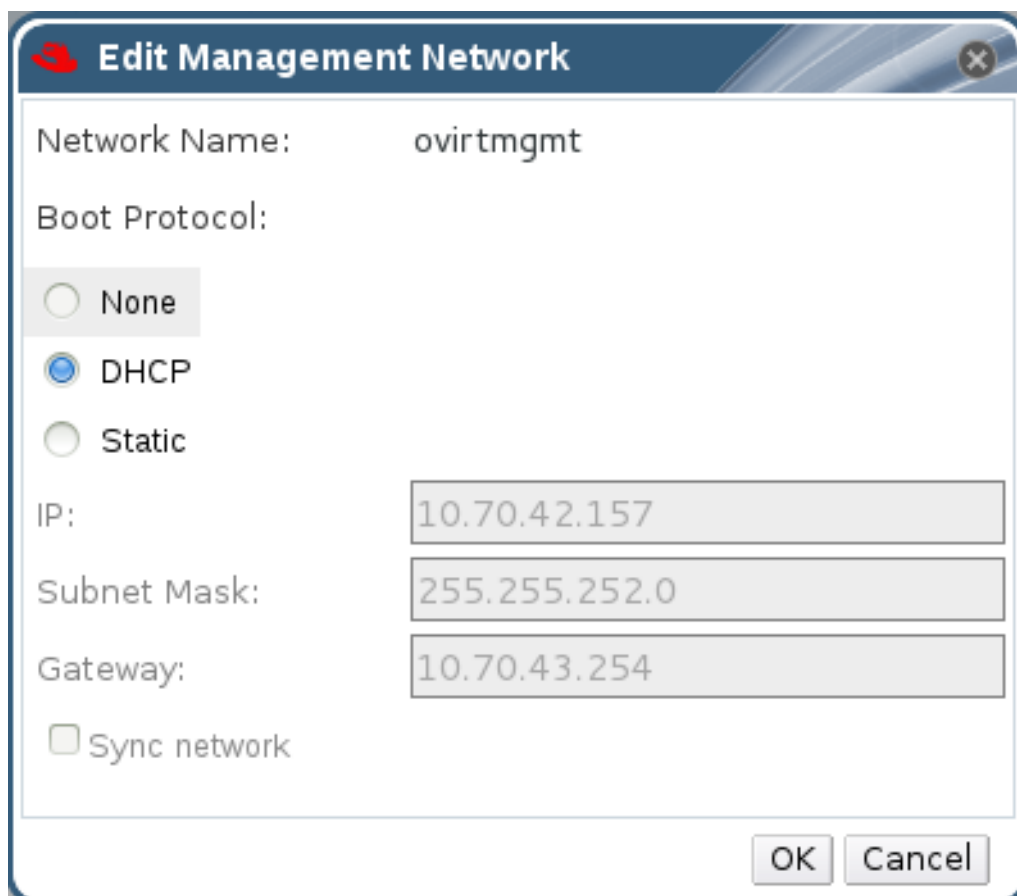 Edit Management Network
Network Name: ovirtmgmt
Boot Protocol:
None
DHCP
Static
IP: 10.70.42.157
Subnet Mask: 255.255.252.0
Gateway: 10.70.43.254
Sync network
OK Cancel